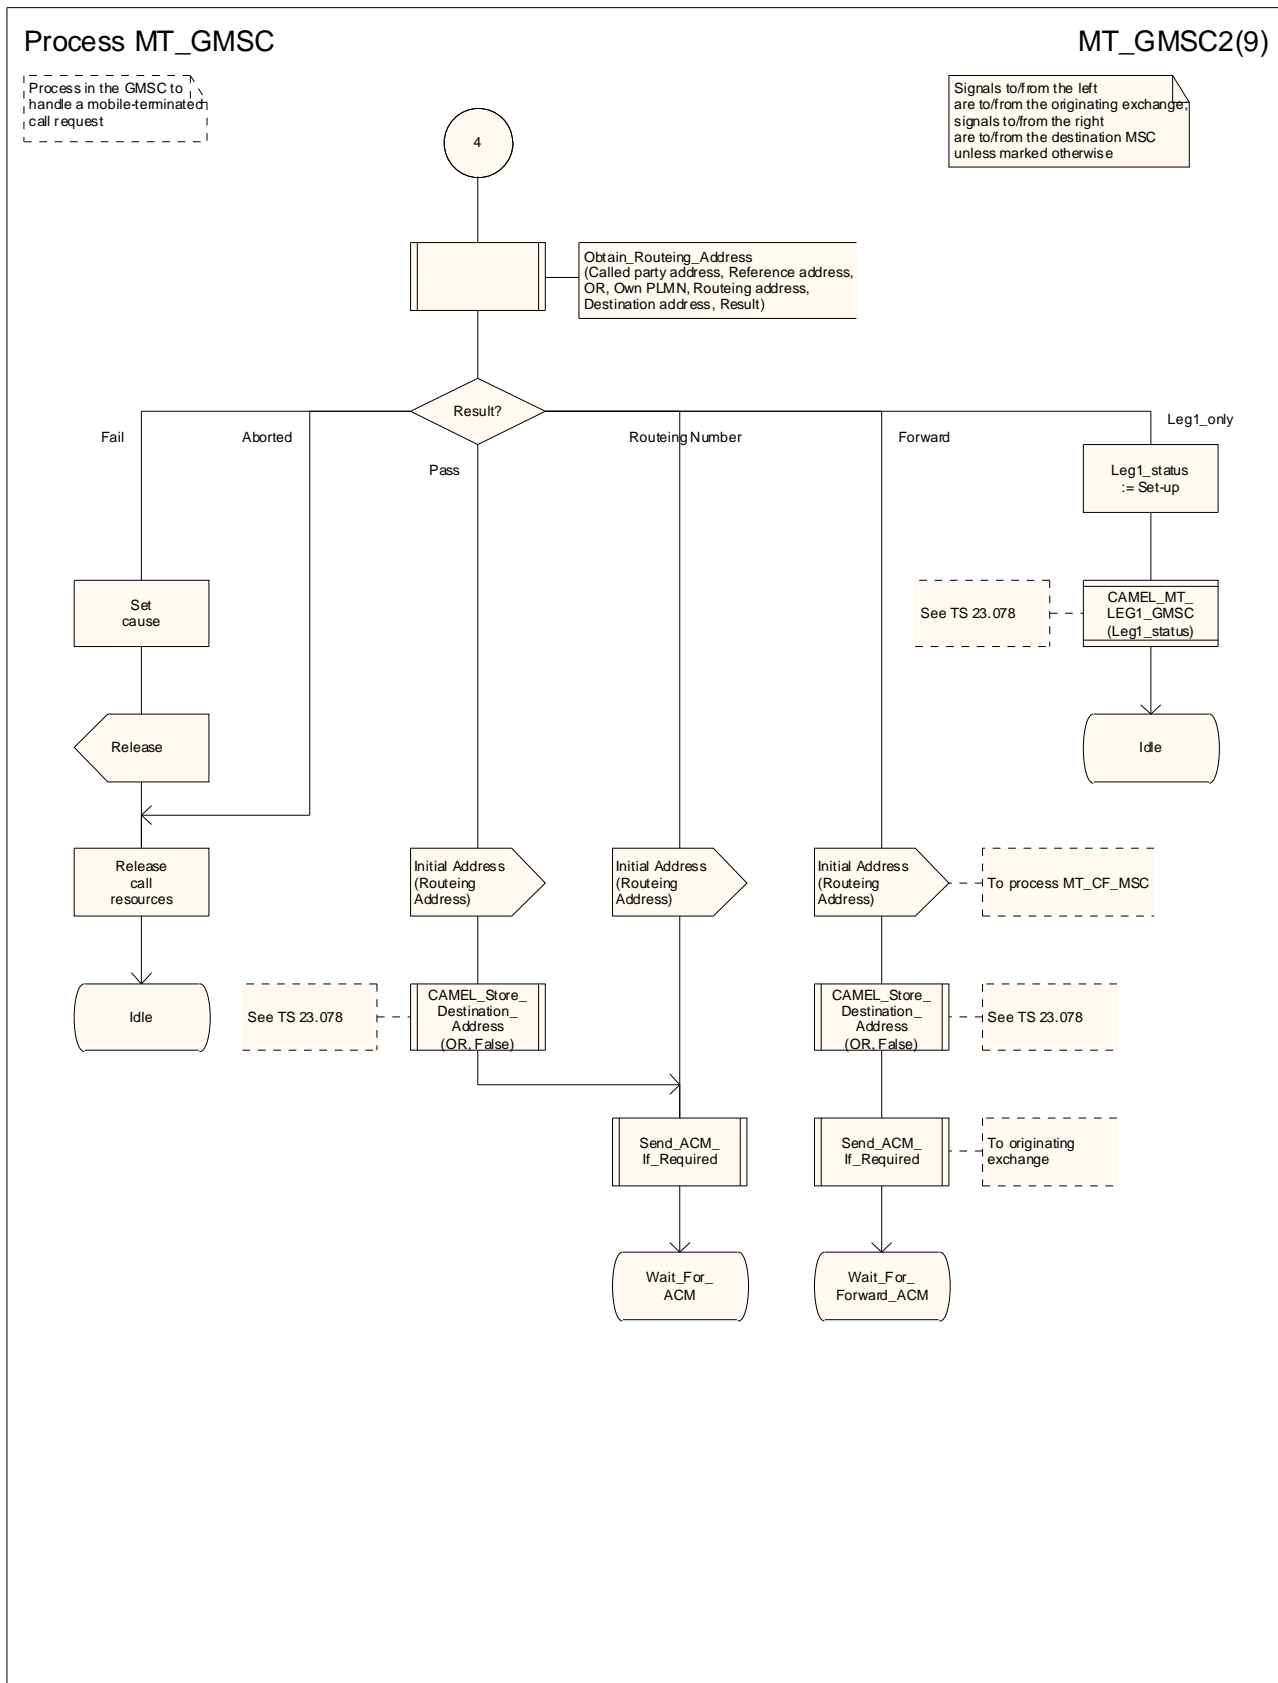 Process MT_GMSC
MT_GMSC2(9)
Process in the GMSC to
handle a mobile-terminated
call request
Signals to/from the left
are to/from the originating exchange;
signals to/from the right
are to/from the destination MSC
unless marked otherwise
4
Obtain_Routeing_Address
(Called party address, Reference address,
OR, Own PLMN, Routeing address,
Destination address, Result)
Result?
Fail
Aborted
Pass
Routeing Number
Forward
Leg1_only
Leg1_status
:= Set-up
Set
cause
See TS 23.078
CAMEL_MT_
LEG1_GMSC
(Leg1_status)
Release
Idle
Release
call
resources
Initial Address
(Routeing
Address)
Initial Address
(Routeing
Address)
Initial Address
(Routeing
Address)
To process MT_CF_MSC
Idle
See TS 23.078
CAMEL_Store_
Destination_
Address
(OR, False)
CAMEL_Store_
Destination_
Address
(OR, False)
See TS 23.078
Send_ACM_
If_Required
Send_ACM_
If_Required
To originating
exchange
Wait_For_
ACM
Wait_For_
Forward_ACM